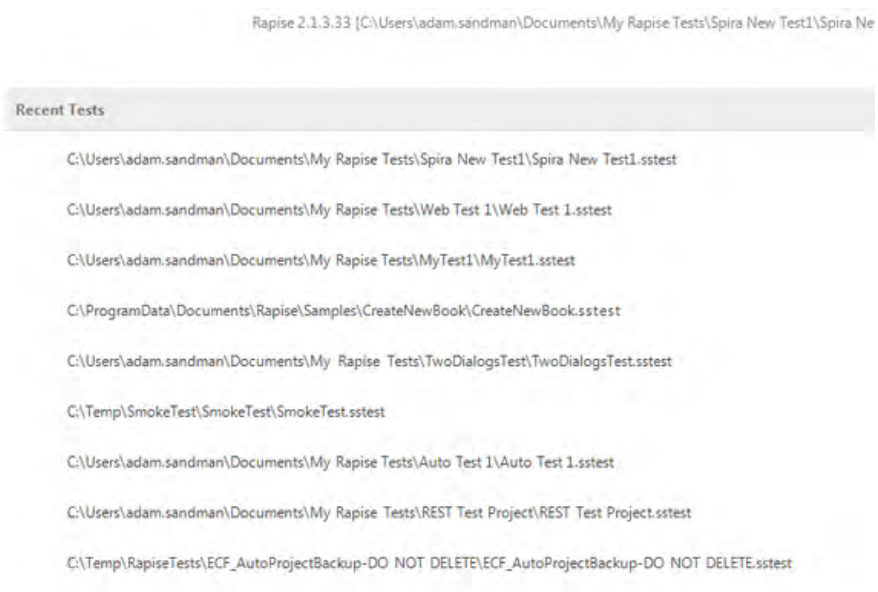 Rapise 2.1.3.33 [C:\Users\adam.sandman\Documents\My Rapise Tests\Spira New Test1\Spira Ne
Recent Tests
C:\Users\adam.sandman\Documents\My Rapise Tests\Spira New Test1\Spira New Test1.sstest
C:\Users\adam.sandman\Documents\My Rapise Tests\Web Test 1\Web Test 1.sstest
C:\Users\adam.sandman\Documents\My Rapise Tests\MyTest1\MyTest1.sstest
C:\ProgramData\Documents\Rapise\Samples\CreateNewBook\CreateNewBook.sstest
C:\Users\adam.sandman\Documents\My Rapise Tests\TwoDialogsTest\TwoDialogsTest.sstest
C:\Temp\SmokeTest\SmokeTest\SmokeTest.sstest
C:\Users\adam.sandman\Documents\My Rapise Tests\Auto Test 1\Auto Test 1.sstest
C:\Users\adam.sandman\Documents\My Rapise Tests\REST Test Project\REST Test Project.sstest
C:\Temp\RapiseTests\ECF_AutoProjectBackup-DO NOT DELETE\ECF_AutoProjectBackup-DO NOT DELETE.sstest